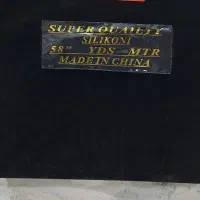 SUPER QUALITY
SILIKONI
58" YDS MTR
MADE IN CHINA